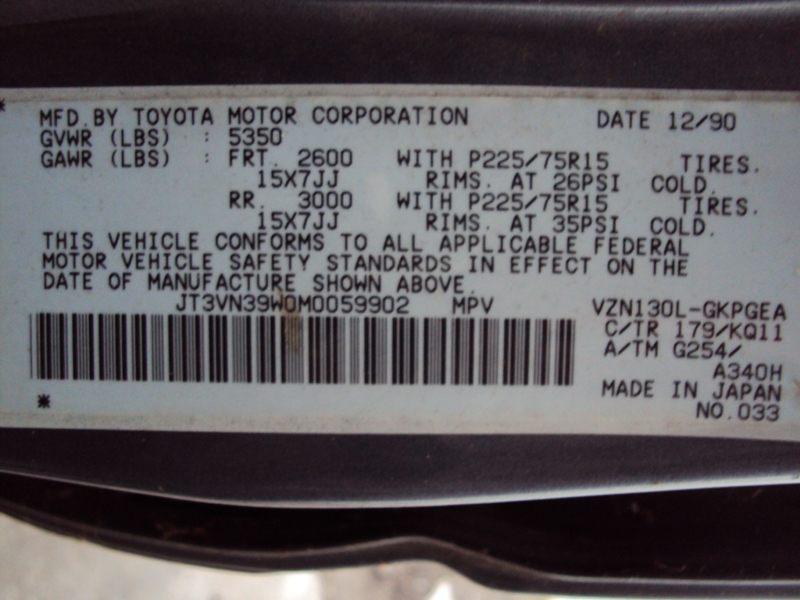 MFD. BY TOYOTA MOTOR CORPORATION DATE 12/90
GVWR (LBS) : 5350
GAWR (LBS) : FRT. 2600 WITH P225/75R15 TIRES.
15X7JJ RIMS. AT 26PSI COLD.
RR. 3000 WITH P225/75R15 TIRES.
15X7JJ RIMS. AT 35PSI COLD.
THIS VEHICLE CONFORMS TO ALL APPLICABLE FEDERAL
MOTOR VEHICLE SAFETY STANDARDS IN EFFECT ON THE
DATE OF MANUFACTURE SHOWN ABOVE.
JT3VN39W0M0059902 MPV VZN130L-GKPGEA
C/TR 179/KQ11
A/TM G254/
A340H
MADE IN JAPAN
NO.033